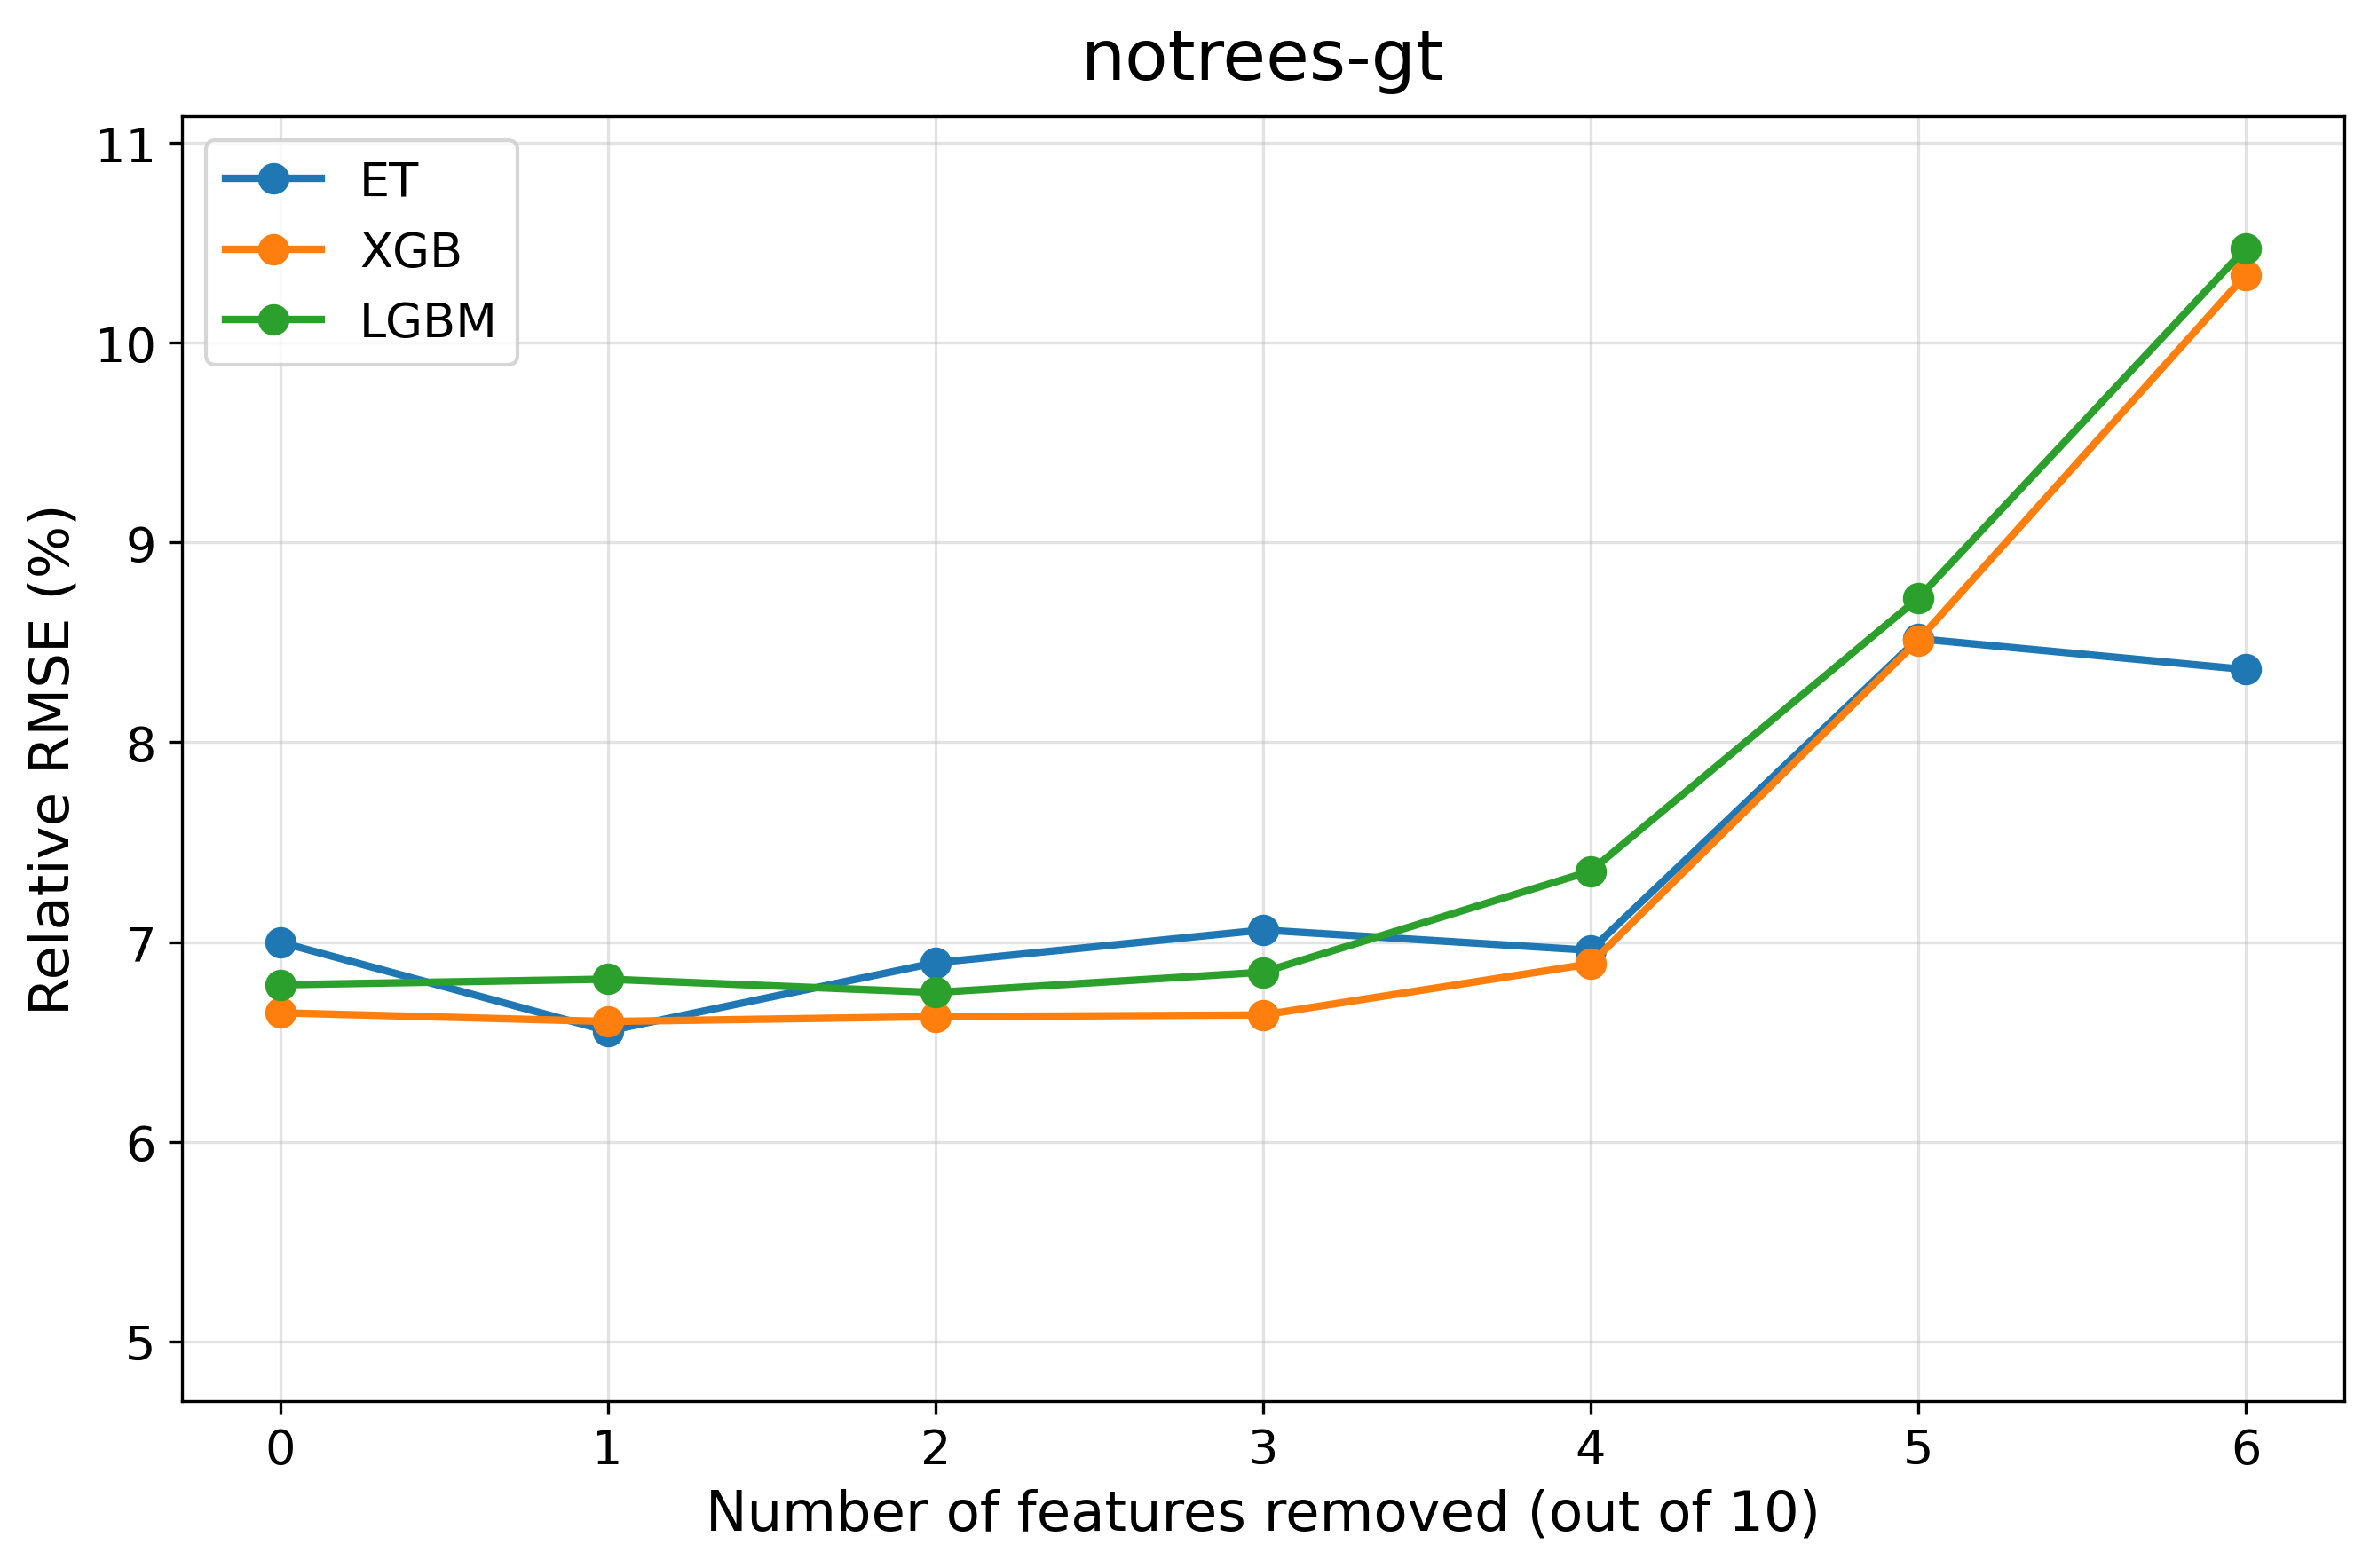 notrees-gt
11
10
9
8
7
6
5
Relative RMSE (%)
ET
XGB
LGBM
0 1 2 3 4 5 6
Number of features removed (out of 10)